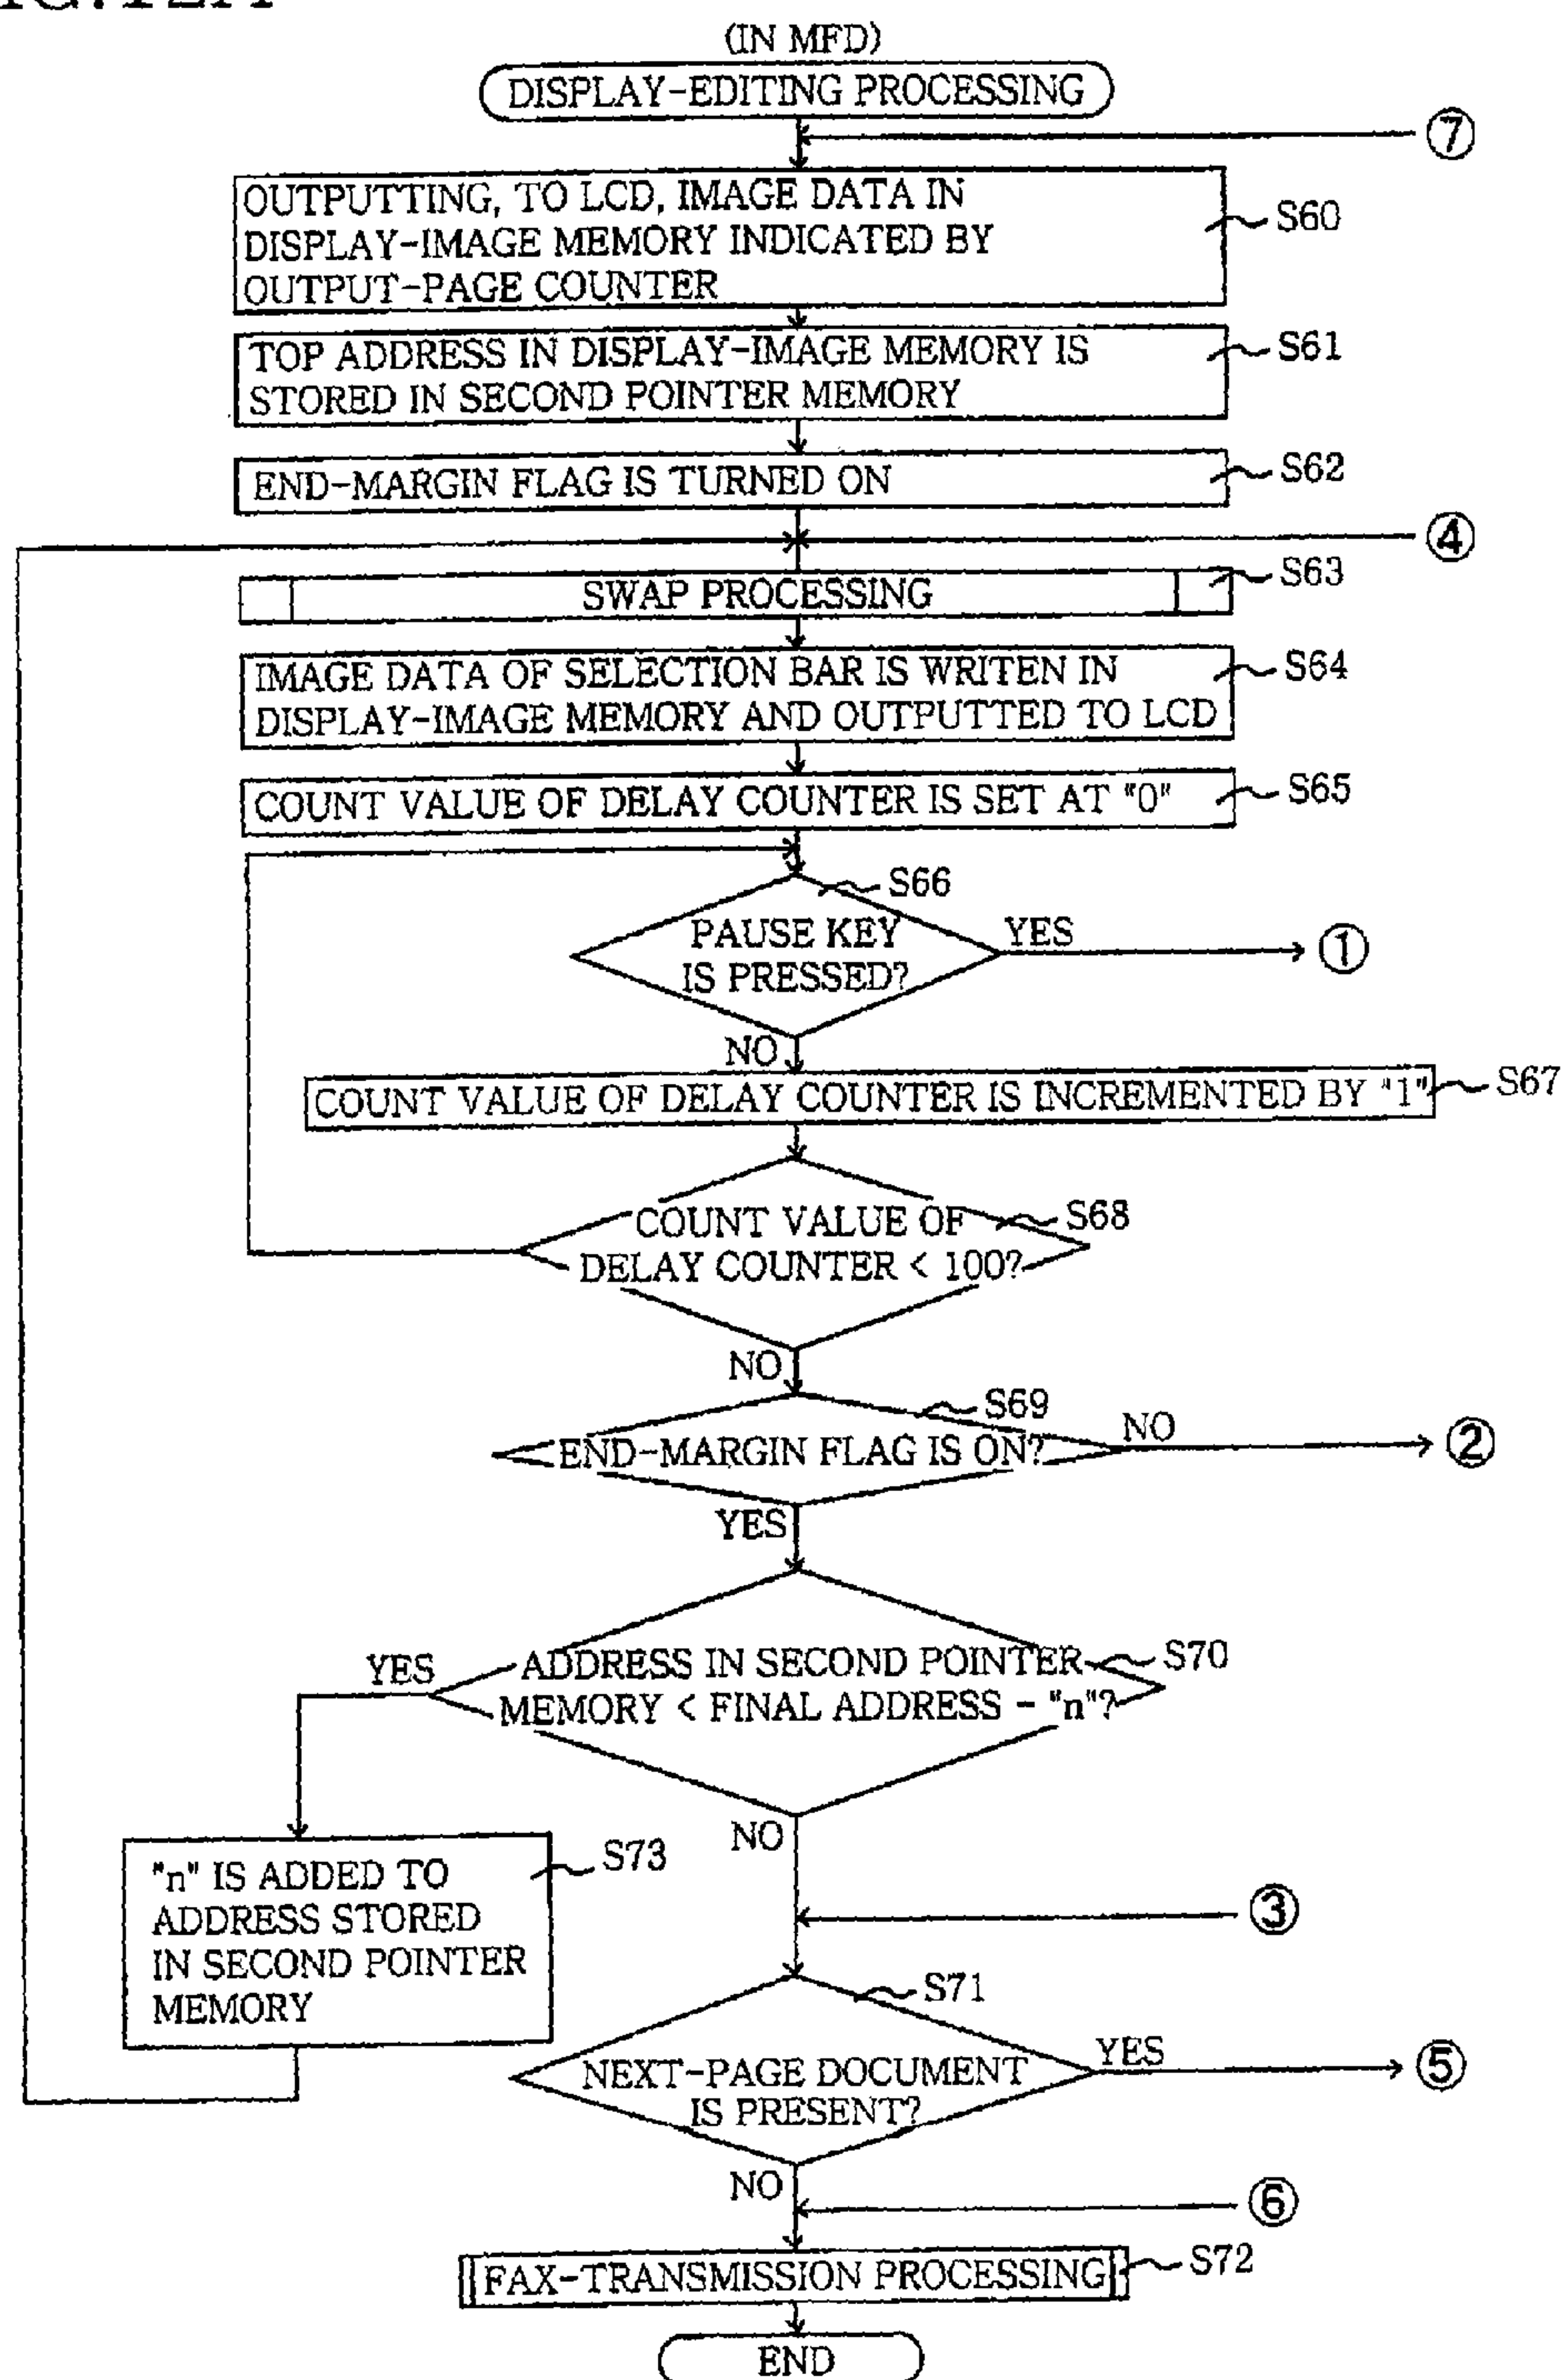 (IN MFD)
DISPLAY-EDITING PROCESSING
⑦
OUTPUTTING, TO LCD, IMAGE DATA IN
DISPLAY-IMAGE MEMORY INDICATED BY
OUTPUT-PAGE COUNTER
S60
TOP ADDRESS IN DISPLAY-IMAGE MEMORY IS
STORED IN SECOND POINTER MEMORY
S61
END-MARGIN FLAG IS TURNED ON
S62
④
SWAP PROCESSING
S63
IMAGE DATA OF SELECTION BAR IS WRITEN IN
DISPLAY-IMAGE MEMORY AND OUTPUTTED TO LCD
S64
COUNT VALUE OF DELAY COUNTER IS SET AT "0"
S65
S66
PAUSE KEY
IS PRESSED?
YES
①
NO
COUNT VALUE OF DELAY COUNTER IS INCREMENTED BY "1"
S67
COUNT VALUE OF
DELAY COUNTER < 100?
S68
NO
S69
END-MARGIN FLAG IS ON?
NO
②
YES
ADDRESS IN SECOND POINTER
MEMORY < FINAL ADDRESS - "n"?
S70
YES
NO
"n" IS ADDED TO
ADDRESS STORED
IN SECOND POINTER
MEMORY
S73
③
S71
NEXT-PAGE DOCUMENT
IS PRESENT?
YES
⑤
NO
⑥
FAX-TRANSMISSION PROCESSING
S72
END